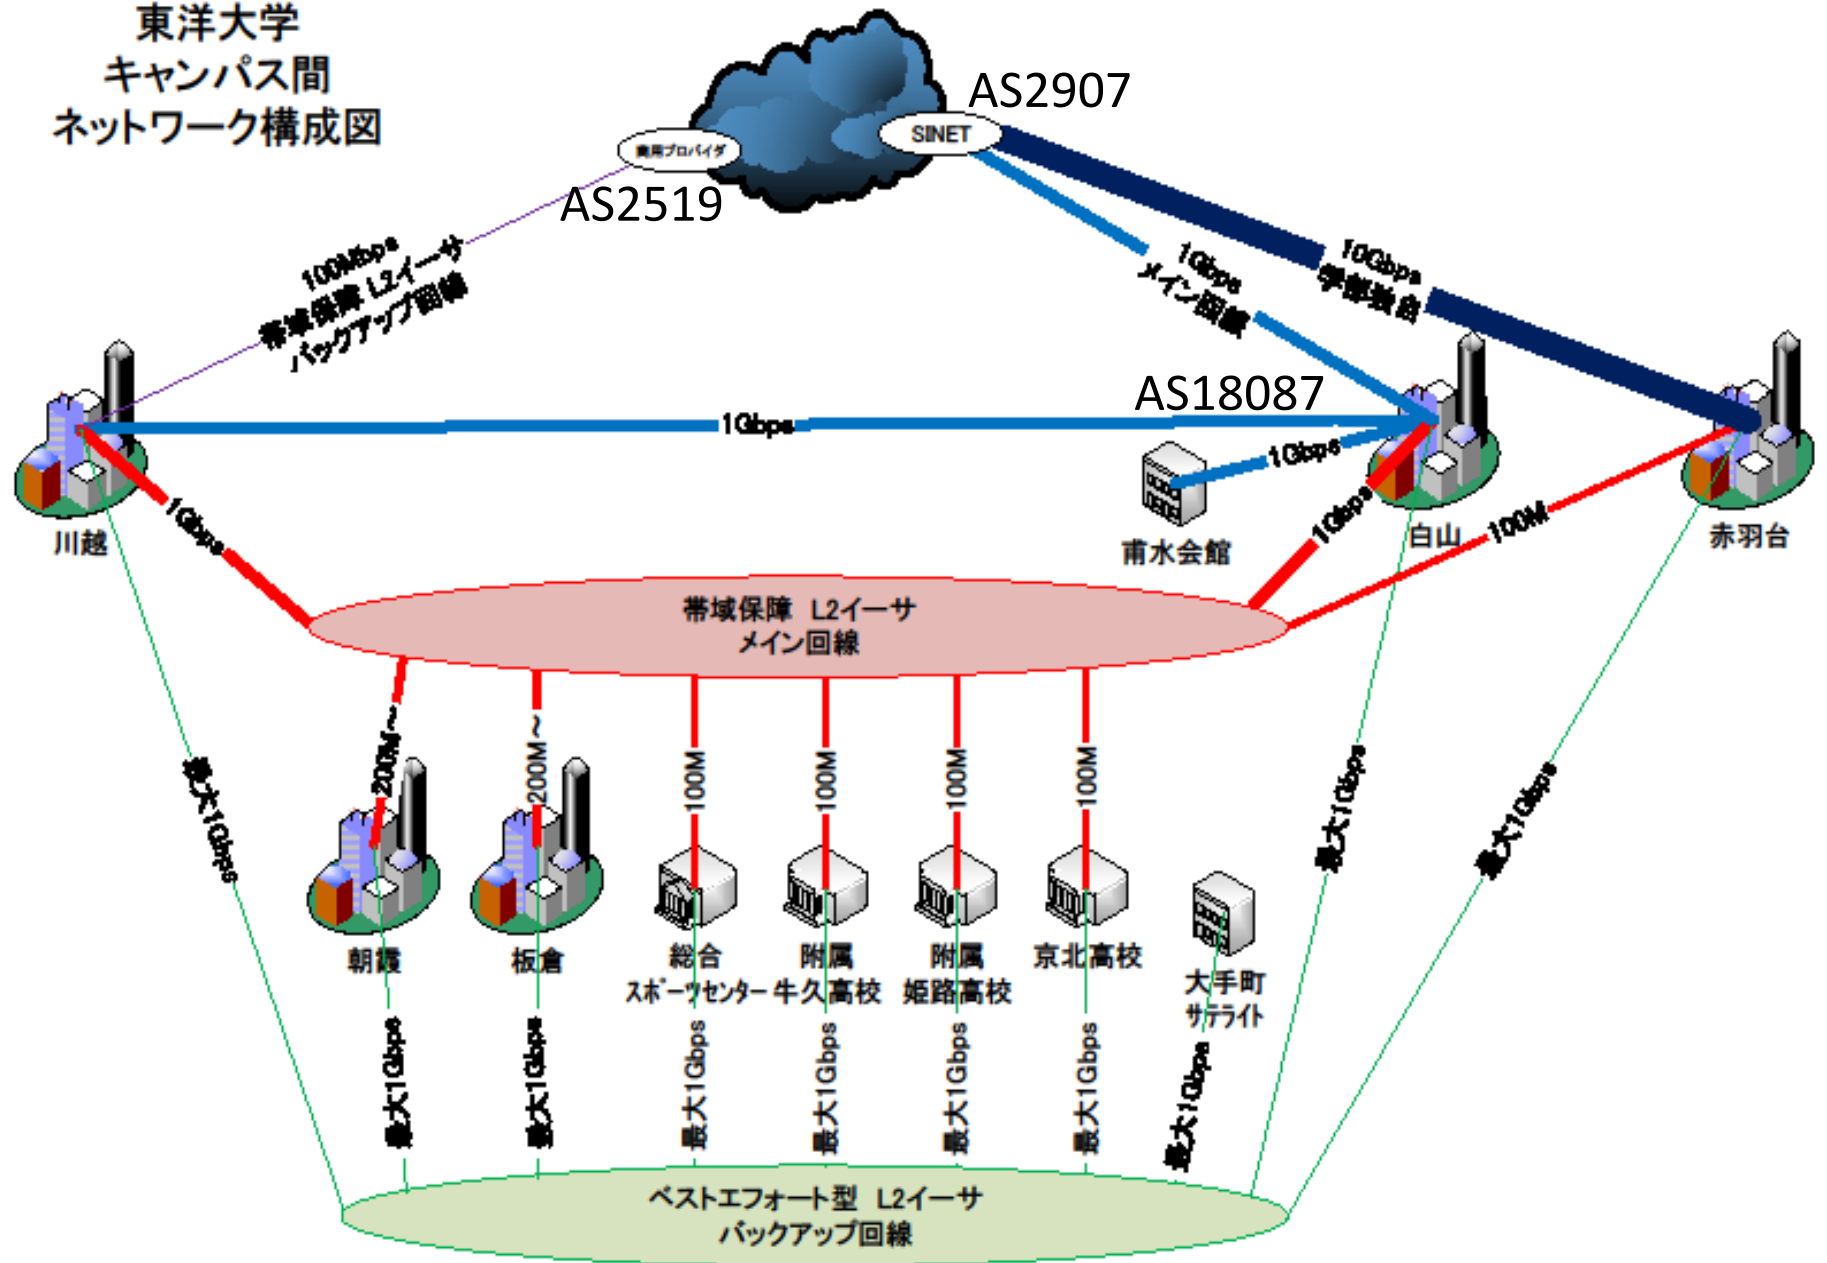 東洋大学
キャンパス間
ネットワーク構成図
AS2907
SINET
商用プロバイダ
AS2519
100Mbps
帯域保障 L2イーサ
バックアップ回線
1Gbps
メイン回線
10Gbps
学部独自
AS18087
1Gbps
1Gbps
川越
甫水会館
白山
赤羽台
1Gbps
1Gbps
100M
帯域保障 L2イーサ
メイン回線
200M～
200M～
100M
100M
100M
100M
最大1Gbps
最大1Gbps
最大1Gbps
朝霞
板倉
総合
スポーツセンター
附属
牛久高校
附属
姫路高校
京北高校
大手町
サテライト
最大1Gbps
最大1Gbps
最大1Gbps
最大1Gbps
最大1Gbps
最大1Gbps
最大1Gbps
ベストエフォート型 L2イーサ
バックアップ回線